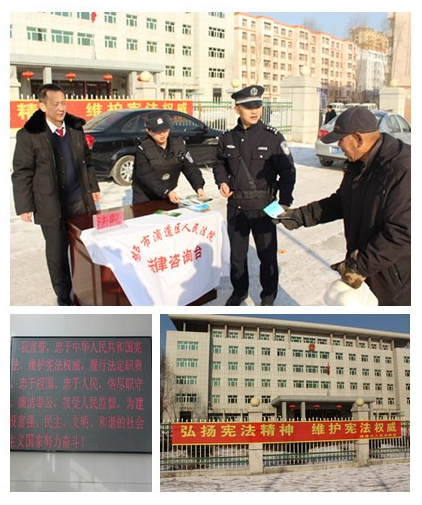 精 维护宪法权威
市滴道区人民法院
律咨询台
我宣誓，忠于中华人民共和国宪
法、维护宪法权威，履行法定职责
，忠于祖国、忠于人民，恪尽职守
、廉洁奉公，接受人民监督，为建
设富强、民主、文明、和谐的社会
主义国家努力奋斗！
弘扬宪法精神 维护宪法权威